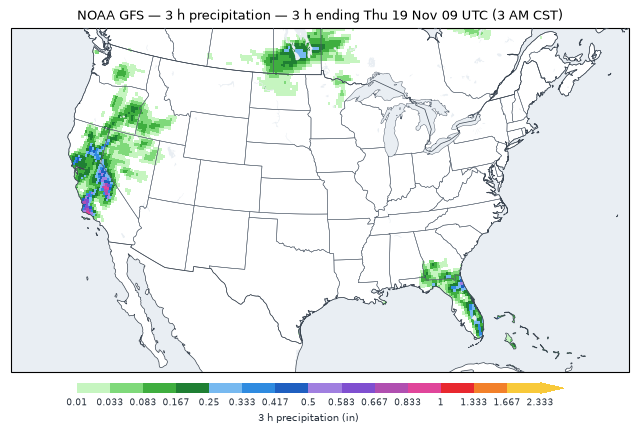 NOAA GFS — 3 h precipitation — 3 h ending Thu 19 Nov 09 UTC (3 AM CST)
0.01 0.033 0.083 0.167 0.25 0.333 0.417 0.5 0.583 0.667 0.833 1 1.333 1.667 2.333
3 h precipitation (in)